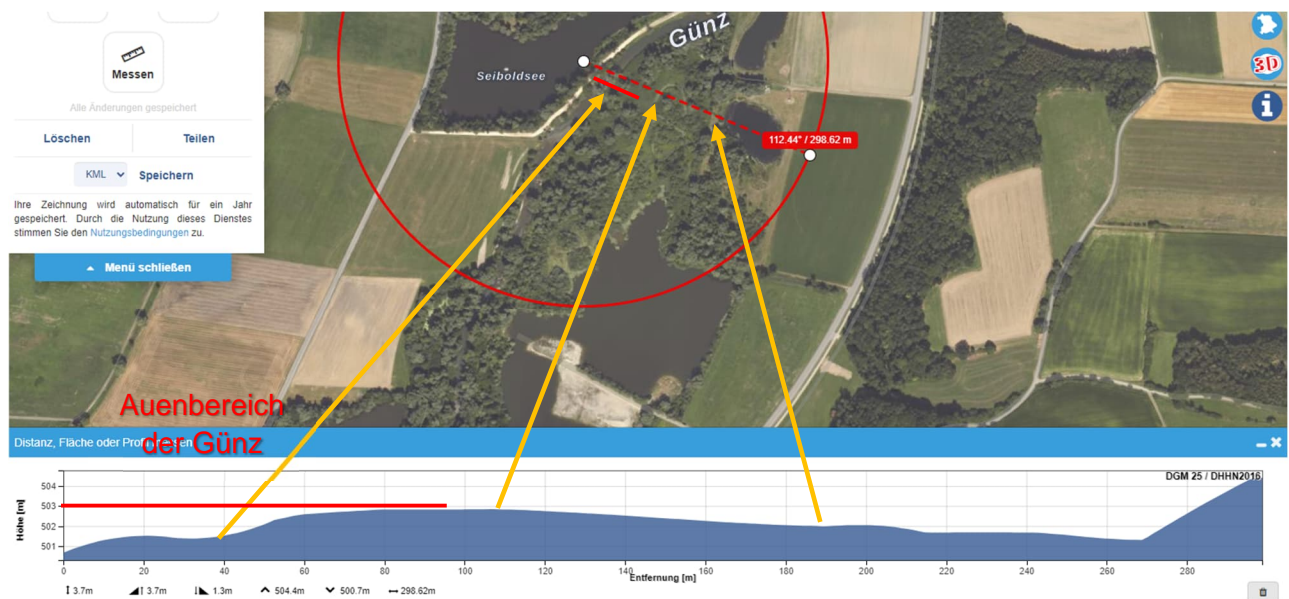 Messen
Alle Änderungen gespeichert
Löschen Teilen
KML Speichern
Ihre Zeichnung wird automatisch für ein Jahr
gespeichert. Durch die Nutzung dieses Dienstes
stimmen Sie den Nutzungsbedingungen zu.
Menü schließen
Seiboldsee
Günz
112.44° / 298.62 m
3D
i
Auenbereich
der Günz
Distanz, Fläche oder Profil messen
DGM 25 / DHHN2016
Höhe [m]
504
503
502
501
0 20 40 60 80 100 120 140 160 180 200 220 240 260 280
Entfernung [m]
3.7m 3.7m 1.3m 504.4m 500.7m 298.62m